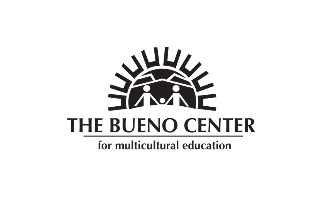 THE BUENO CENTER
for multicultural education